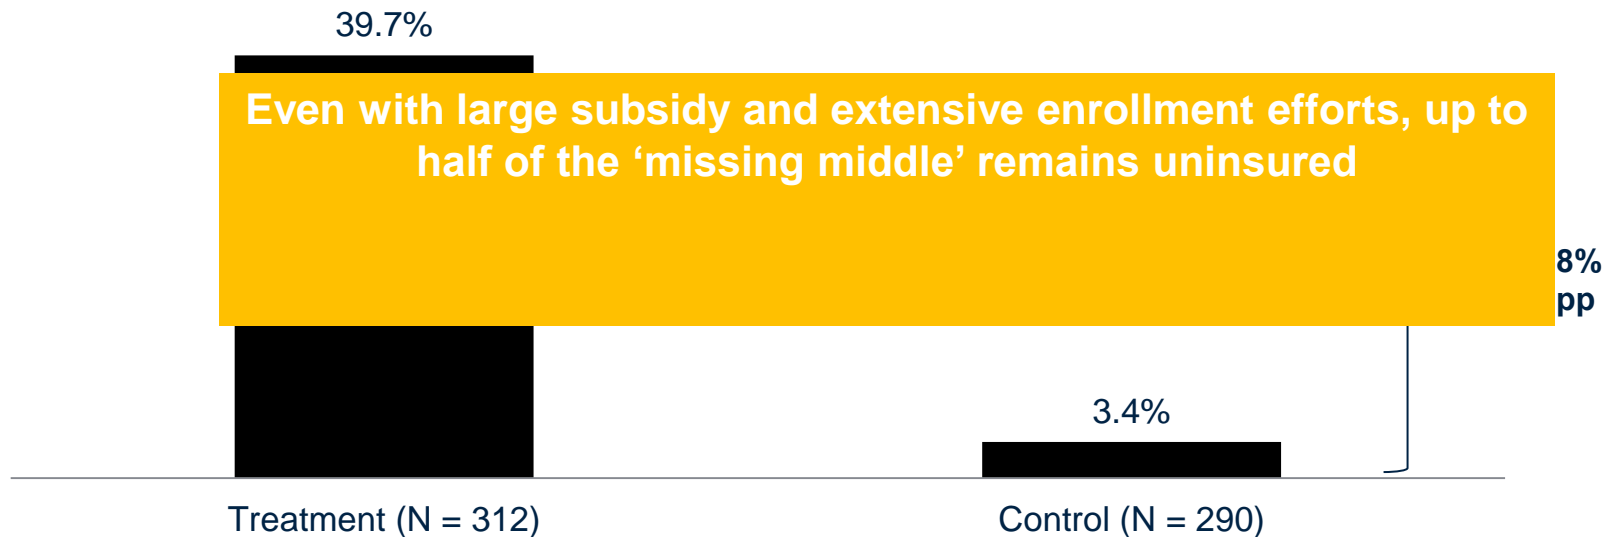 39.7%
Even with large subsidy and extensive enrollment efforts, up to
half of the ‘missing middle’ remains uninsured
8%
pp
3.4%
Treatment (N = 312)
Control (N = 290)